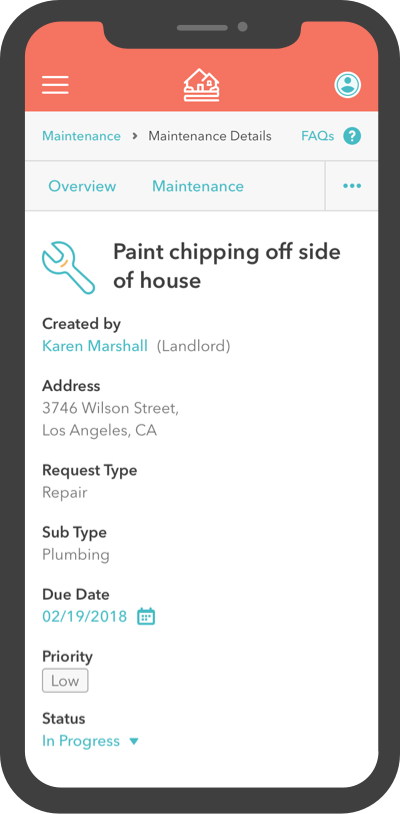 Maintenance > Maintenance Details FAQs ?
Overview Maintenance
Paint chipping off side
of house
Created by
Karen Marshall (Landlord)
Address
3746 Wilson Street,
Los Angeles, CA
Request Type
Repair
Sub Type
Plumbing
Due Date
02/19/2018
Priority
Low
Status
In Progress